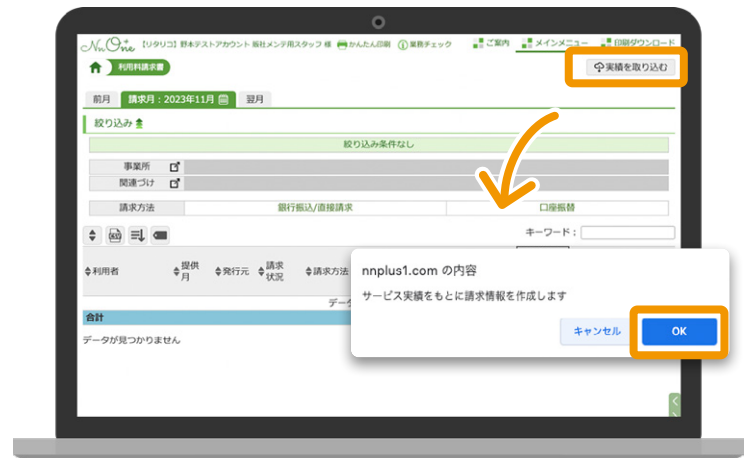 Nn.One 【リタリコ】野本テストアカウント 販社メンテ用スタッフ 様 かんたん印刷 業務チェック ご案内 メインメニュー 印刷ダウンロード
利用料請求書
実績を取り込む
前月 請求月:2023年11月 翌月
絞り込み
絞り込み条件なし
事業所
関連づけ
請求方法 銀行振込/直接請求 口座振替
キーワード:
利用者 提供月 発行元 請求状況 請求方法
データ
合計
データが見つかりません
nnplus1.com の内容
サービス実績をもとに請求情報を作成します
キャンセル OK